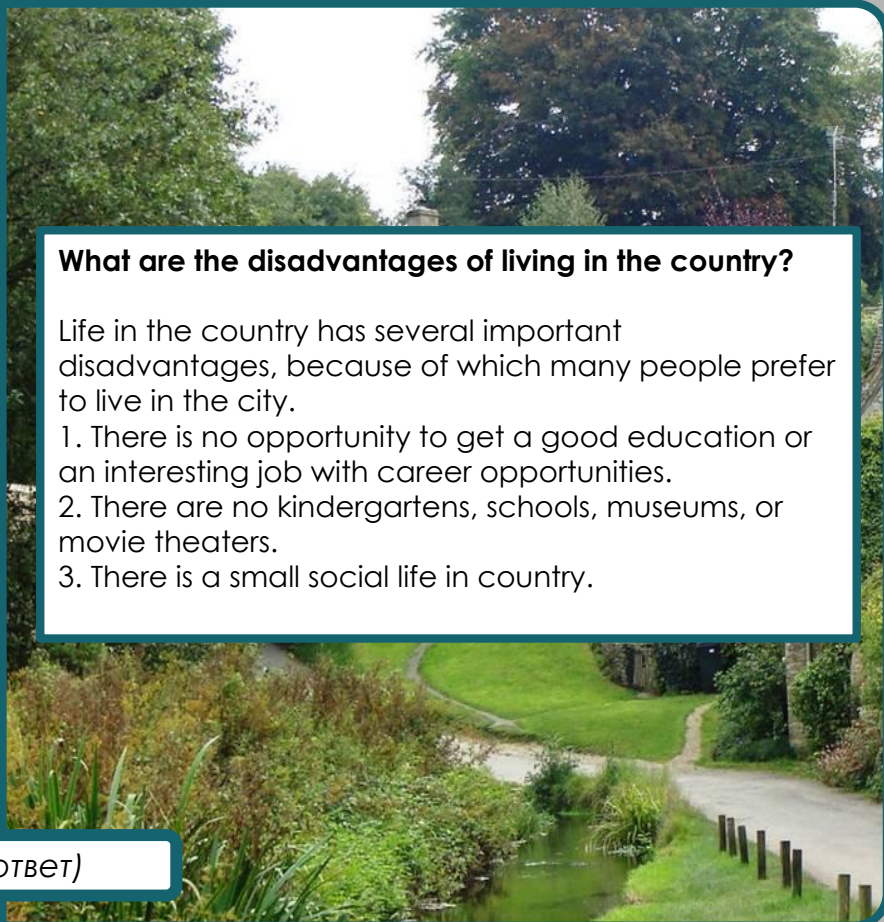 What are the disadvantages of living in the country?
Life in the country has several important
disadvantages, because of which many people prefer
to live in the city.
1. There is no opportunity to get a good education or
an interesting job with career opportunities.
2. There are no kindergartens, schools, museums, or
movie theaters.
3. There is a small social life in country.
ответ)